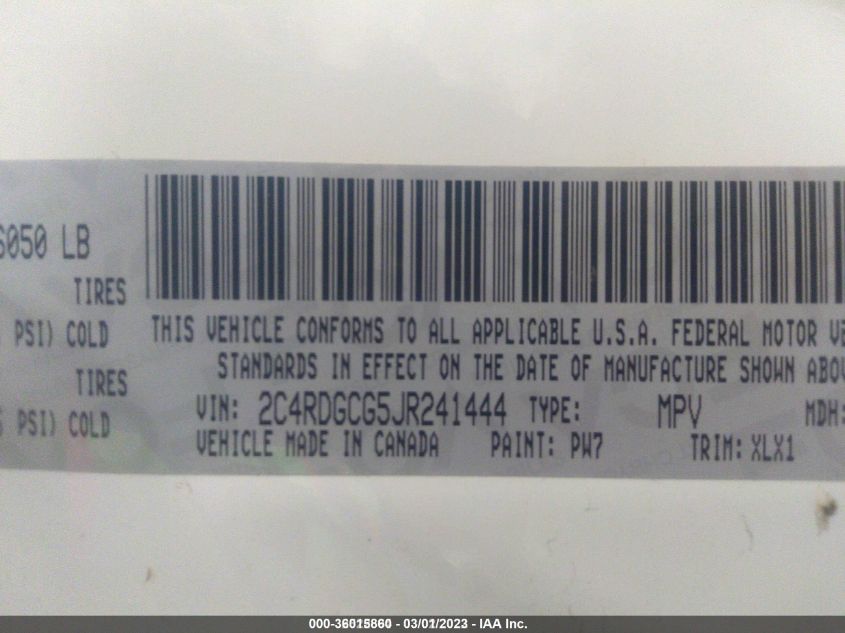 6050 LB
TIRES
PSI) COLD
TIRES
PSI) COLD
THIS VEHICLE CONFORMS TO ALL APPLICABLE U.S.A. FEDERAL MOTOR VE
STANDARDS IN EFFECT ON THE DATE OF MANUFACTURE SHOWN ABOV
VIN: 2C4RDGCG5JR241444 TYPE: MPV MDH:
VEHICLE MADE IN CANADA PAINT: PW7 TRIM: XLX1
000-36015860 - 03/01/2023 - IAA Inc.